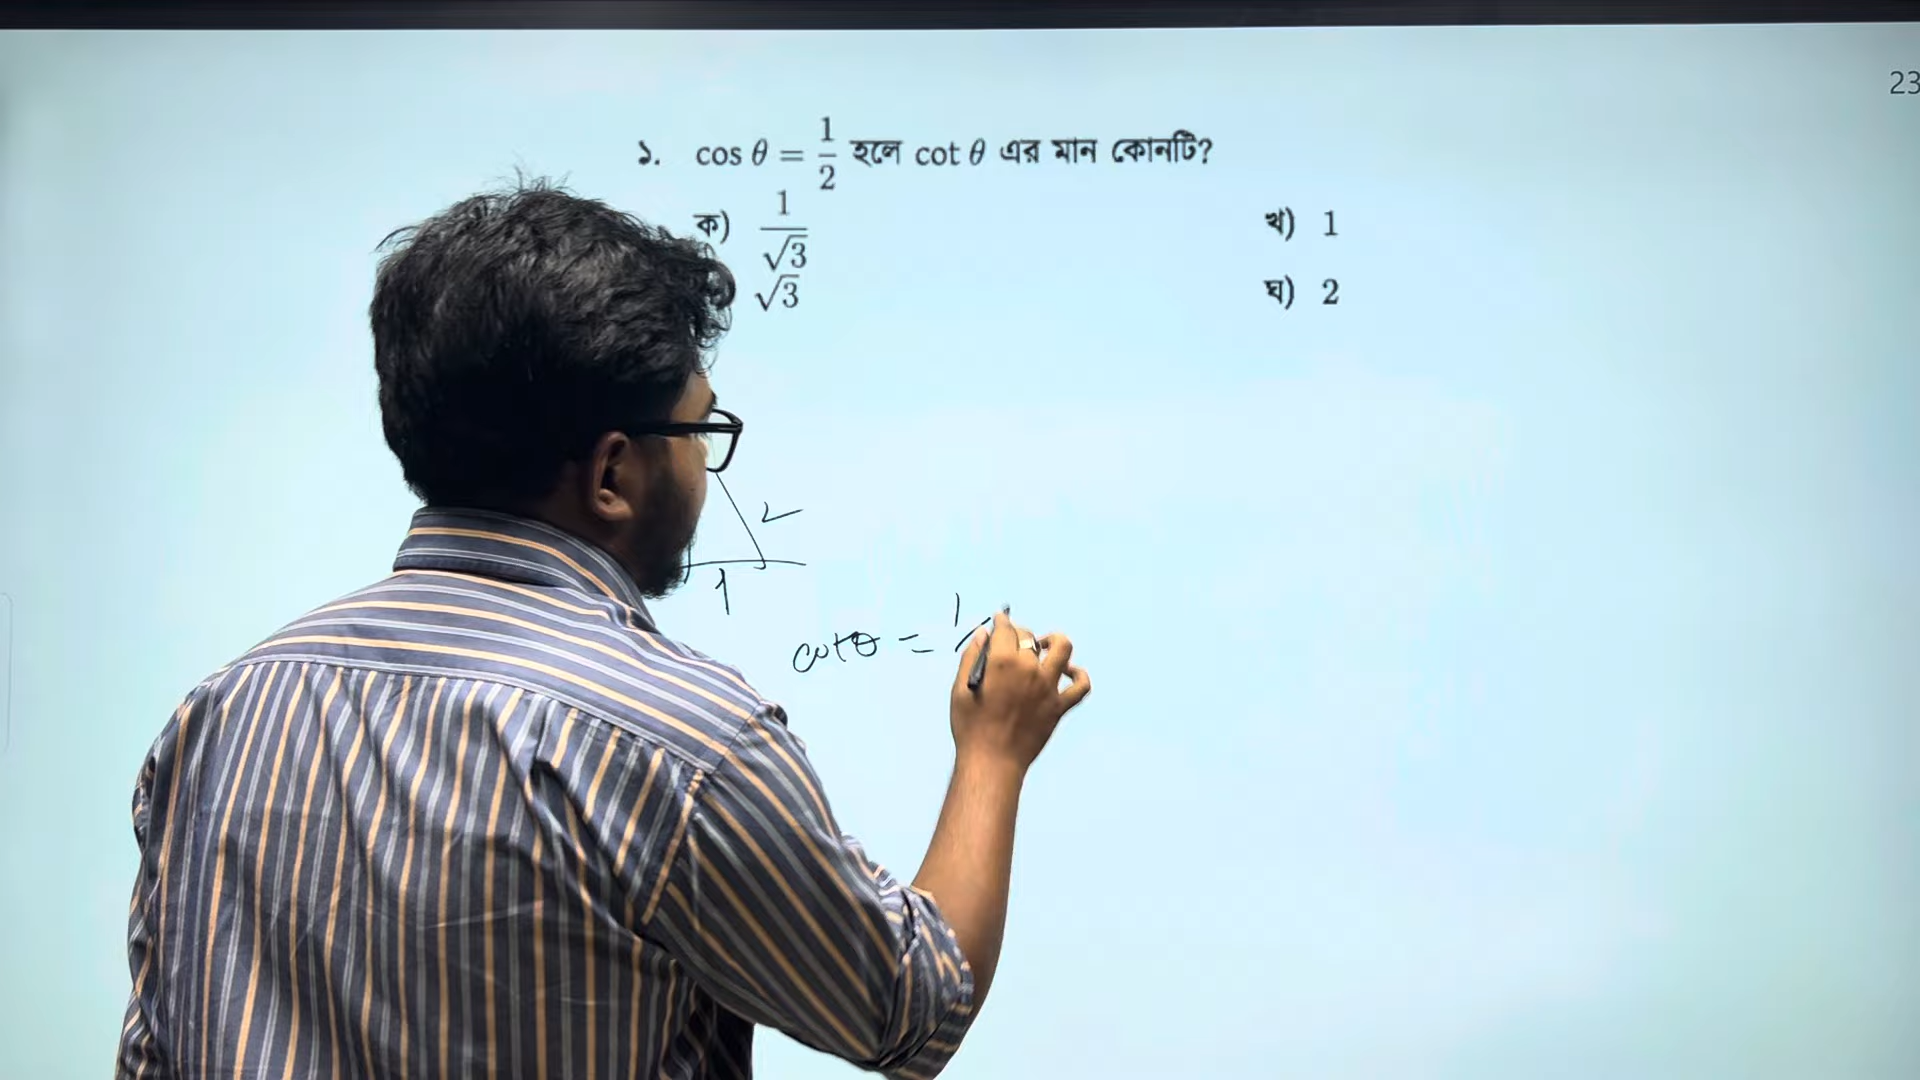 23
১. cos θ = 1/2 হলে cot θ এর মান কোনটি?
ক) 1/√3 খ) 1
√3 ঘ) 2
2
1
cotθ = 1